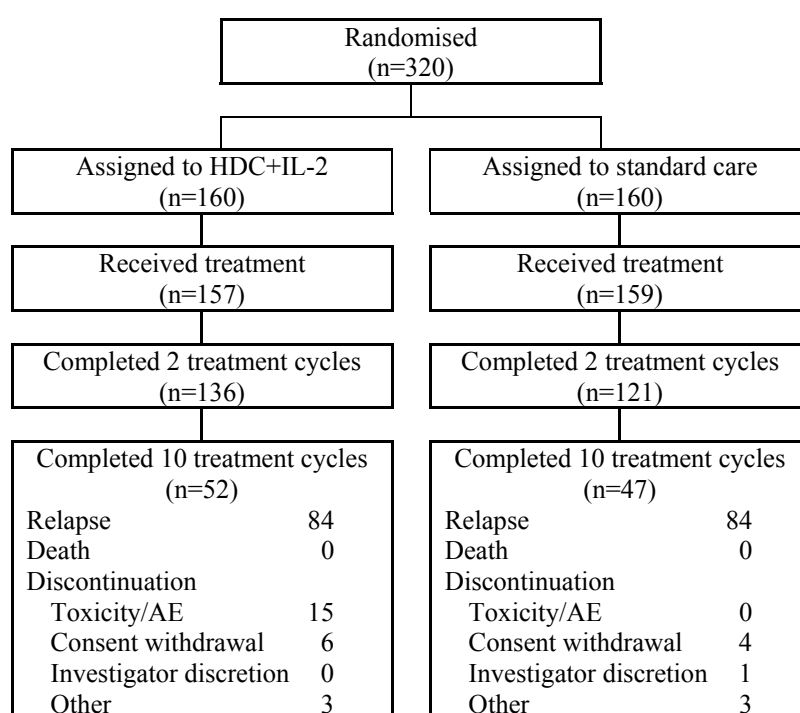 Randomised
(n=320)
Assigned to HDC+IL-2
(n=160)
Assigned to standard care
(n=160)
Received treatment
(n=157)
Received treatment
(n=159)
Completed 2 treatment cycles
(n=136)
Completed 2 treatment cycles
(n=121)
Completed 10 treatment cycles
(n=52)
Relapse 84
Death 0
Discontinuation
Toxicity/AE 15
Consent withdrawal 6
Investigator discretion 0
Other 3
Completed 10 treatment cycles
(n=47)
Relapse 84
Death 0
Discontinuation
Toxicity/AE 0
Consent withdrawal 4
Investigator discretion 1
Other 3